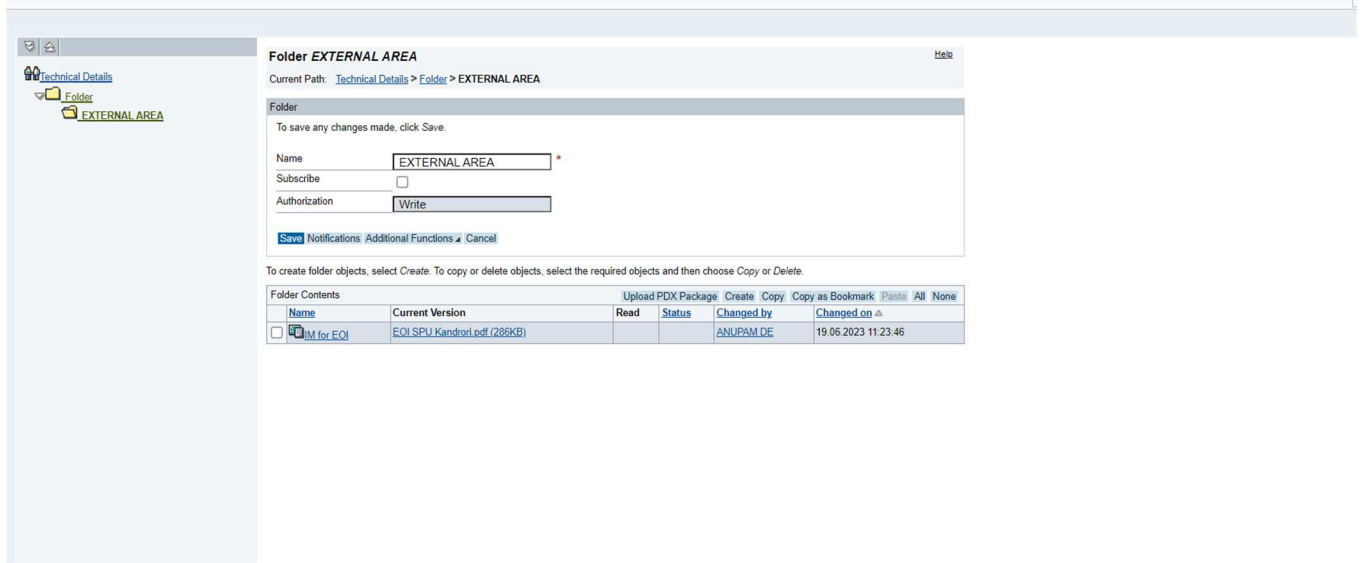 Technical Details
Folder
EXTERNAL AREA
Folder EXTERNAL AREA
Help
Current Path: Technical Details > Folder > EXTERNAL AREA
Folder
To save any changes made, click Save.
Name EXTERNAL AREA *
Subscribe
Authorization Write
Save Notifications Additional Functions Cancel
To create folder objects, select Create. To copy or delete objects, select the required objects and then choose Copy or Delete.
Folder Contents Upload PDX Package Create Copy Copy as Bookmark Paste All None
Name Current Version Read Status Changed by Changed on
IM for EOI EOI SPU Kandrori.pdf (286KB) ANUPAM DE 19.06.2023 11:23:46